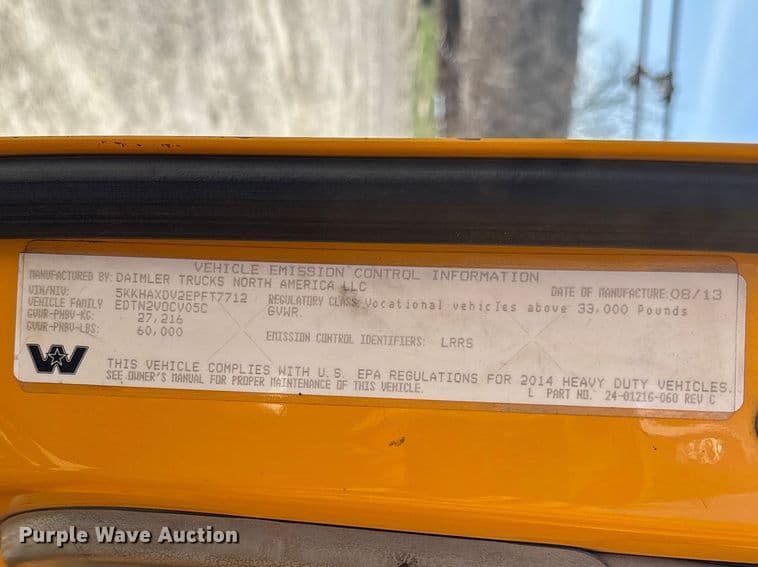 VEHICLE EMISSION CONTROL INFORMATION
MANUFACTURED BY: DAIMLER TRUCKS NORTH AMERICA LLC
DATE OF MANUFACTURE: 08/13
VIN/NIV: 5KKHAXDV2EPFT7712
REGULATORY CLASS: Vocational vehicles above 33,000 Pounds GVWR.
VEHICLE FAMILY EDTN2VOCV05C
GVWR-PNBV-KG: 27,216
GVWR-PNBV-LBS: 60,000
EMISSION CONTROL IDENTIFIERS: LRRS
W
THIS VEHICLE COMPLIES WITH U.S. EPA REGULATIONS FOR 2014 HEAVY DUTY VEHICLES.
SEE OWNER'S MANUAL FOR PROPER MAINTENANCE OF THIS VEHICLE.
L PART NO. 24-01216-060 REV C
Purple Wave Auction